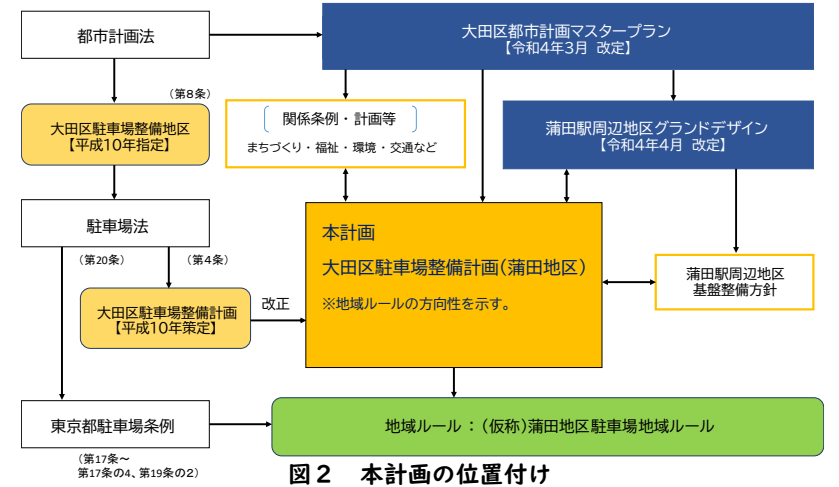 都市計画法
大田区都市計画マスタープラン
【令和4年3月 改定】
（第8条）
大田区駐車場整備地区
【平成10年指定】
関係条例・計画等
まちづくり・福祉・環境・交通など
蒲田駅周辺地区グランドデザイン
【令和4年4月 改定】
駐車場法
（第20条）
（第4条）
本計画
大田区駐車場整備計画（蒲田地区）
※地域ルールの方向性を示す。
蒲田駅周辺地区
基盤整備方針
大田区駐車場整備計画
【平成10年策定】
改正
東京都駐車場条例
（第17条～
第17条の4、第19条の2）
地域ルール：（仮称）蒲田地区駐車場地域ルール
図２　本計画の位置付け